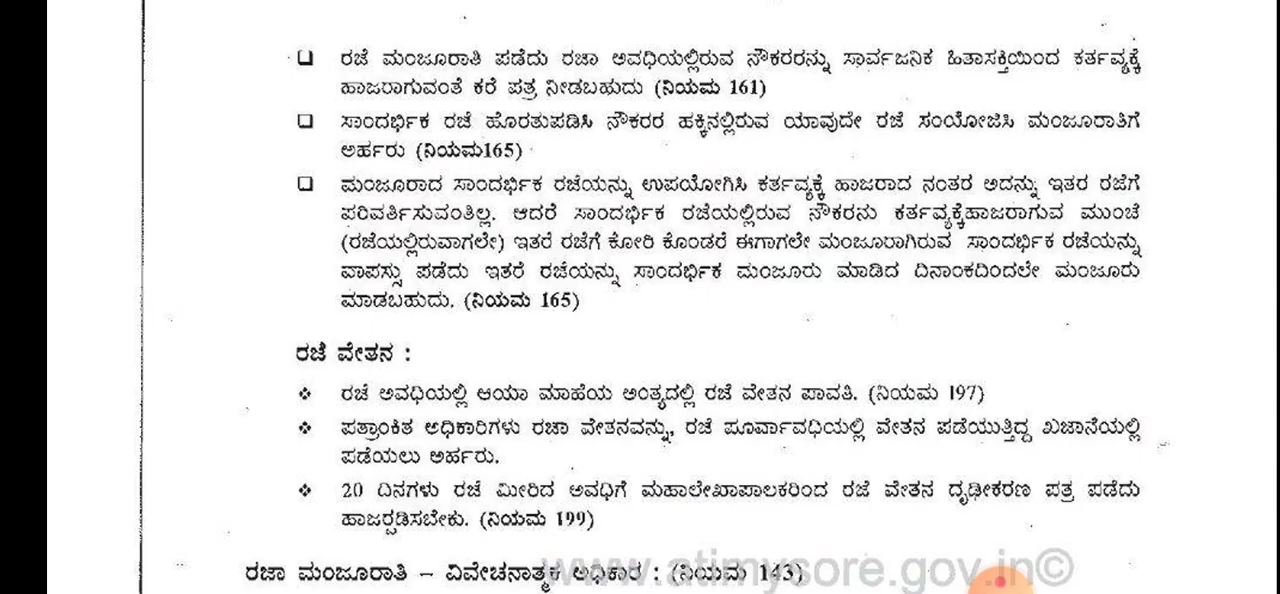 ❑ ರಜೆ ಮಂಜೂರಾತಿ ಪಡೆದು ರಜಾ ಅವಧಿಯಲ್ಲಿರುವ ನೌಕರರನ್ನು ಸಾರ್ವಜನಿಕ ಹಿತಾಸಕ್ತಿಯಿಂದ ಕರ್ತವ್ಯಕ್ಕೆ
ಹಾಜರಾಗುವಂತೆ ಕರೆ ಪತ್ರ ನೀಡಬಹುದು (ನಿಯಮ 161)
❑ ಸಾಂದರ್ಭಿಕ ರಜೆ ಹೊರತುಪಡಿಸಿ ನೌಕರರ ಹಕ್ಕಿನಲ್ಲಿರುವ ಯಾವುದೇ ರಜೆ ಸಂಯೋಜಿಸಿ ಮಂಜೂರಾತಿಗೆ
ಅರ್ಹರು (ನಿಯಮ165)
❑ ಮಂಜೂರಾದ ಸಾಂದರ್ಭಿಕ ರಜೆಯನ್ನು ಉಪಯೋಗಿಸಿ ಕರ್ತವ್ಯಕ್ಕೆ ಹಾಜರಾದ ನಂತರ ಅದನ್ನು ಇತರ ರಜೆಗೆ
ಪರಿವರ್ತಿಸುವಂತಿಲ್ಲ. ಆದರೆ ಸಾಂದರ್ಭಿಕ ರಜೆಯಲ್ಲಿರುವ ನೌಕರನು ಕರ್ತವ್ಯಕ್ಕೆಹಾಜರಾಗುವ ಮುಂಚೆ
(ರಜೆಯಲ್ಲಿರುವಾಗಲೇ) ಇತರೆ ರಜೆಗೆ ಕೋರಿ ಕೊಂಡರೆ ಈಗಾಗಲೇ ಮಂಜೂರಾಗಿರುವ ಸಾಂದರ್ಭಿಕ ರಜೆಯನ್ನು
ವಾಪಸ್ಸು ಪಡೆದು ಇತರೆ ರಜೆಯನ್ನು ಸಾಂದರ್ಭಿಕ ಮಂಜೂರು ಮಾಡಿದ ದಿನಾಂಕದಿಂದಲೇ ಮಂಜೂರು
ಮಾಡಬಹುದು. (ನಿಯಮ 165)
ರಜೆ ವೇತನ :
❖ ರಜೆ ಅವಧಿಯಲ್ಲಿ ಆಯಾ ಮಾಹೆಯ ಅಂತ್ಯದಲ್ಲಿ ರಜೆ ವೇತನ ಪಾವತಿ. (ನಿಯಮ 197)
❖ ಪತ್ರಾಂಕಿತ ಅಧಿಕಾರಿಗಳು ರಜಾ ವೇತನವನ್ನು, ರಜೆ ಪೂರ್ವಾವಧಿಯಲ್ಲಿ ವೇತನ ಪಡೆಯುತ್ತಿದ್ದ ಖಜಾನೆಯಲ್ಲಿ
ಪಡೆಯಲು ಅರ್ಹರು.
❖ 20 ದಿನಗಳು ರಜೆ ಮೀರಿದ ಅವಧಿಗೆ ಮಹಾಲೇಖಾಪಾಲಕರಿಂದ ರಜೆ ವೇತನ ದೃಢೀಕರಣ ಪತ್ರ ಪಡೆದು
ಹಾಜರ್‍ಪಡಿಸಬೇಕು. (ನಿಯಮ 199)
ರಜಾ ಮಂಜೂರಾತಿ – ವಿವೇಚನಾತ್ಮಕ ಅಧಿಕಾರ : (ನಿಯಮ 143)
www.atimysore.gov.in©